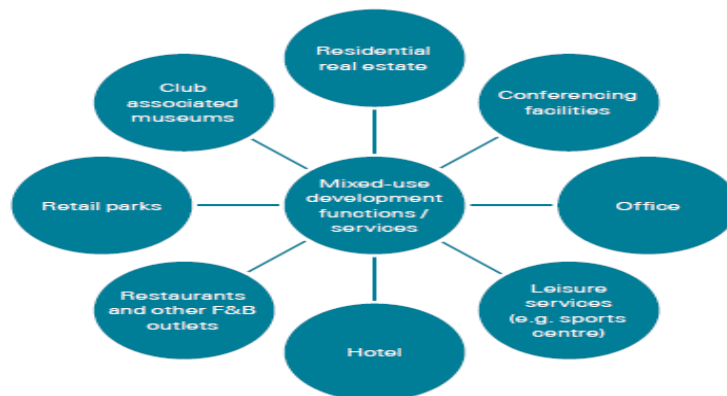 Residential
real estate
Club
associated
museums
Conferencing
facilities
Mixed-use
development
functions /
services
Retail parks
Office
Restaurants
and other F&B
outlets
Leisure
services
(e.g. sports
centre)
Hotel